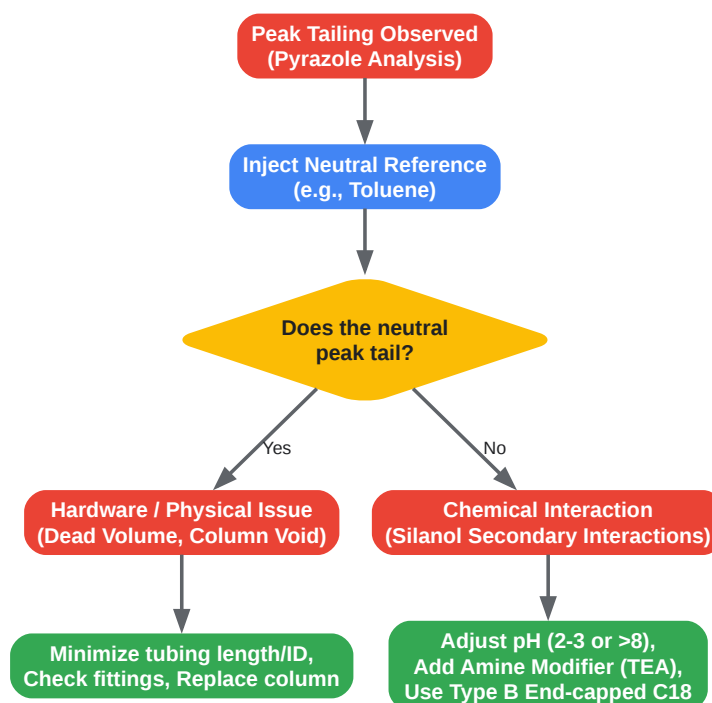 Peak Tailing Observed
(Pyrazole Analysis)
Inject Neutral Reference
(e.g., Toluene)
Does the neutral
peak tail?
Yes
No
Hardware / Physical Issue
(Dead Volume, Column Void)
Chemical Interaction
(Silanol Secondary Interactions)
Minimize tubing length/ID,
Check fittings, Replace column
Adjust pH (2-3 or >8),
Add Amine Modifier (TEA),
Use Type B End-capped C18